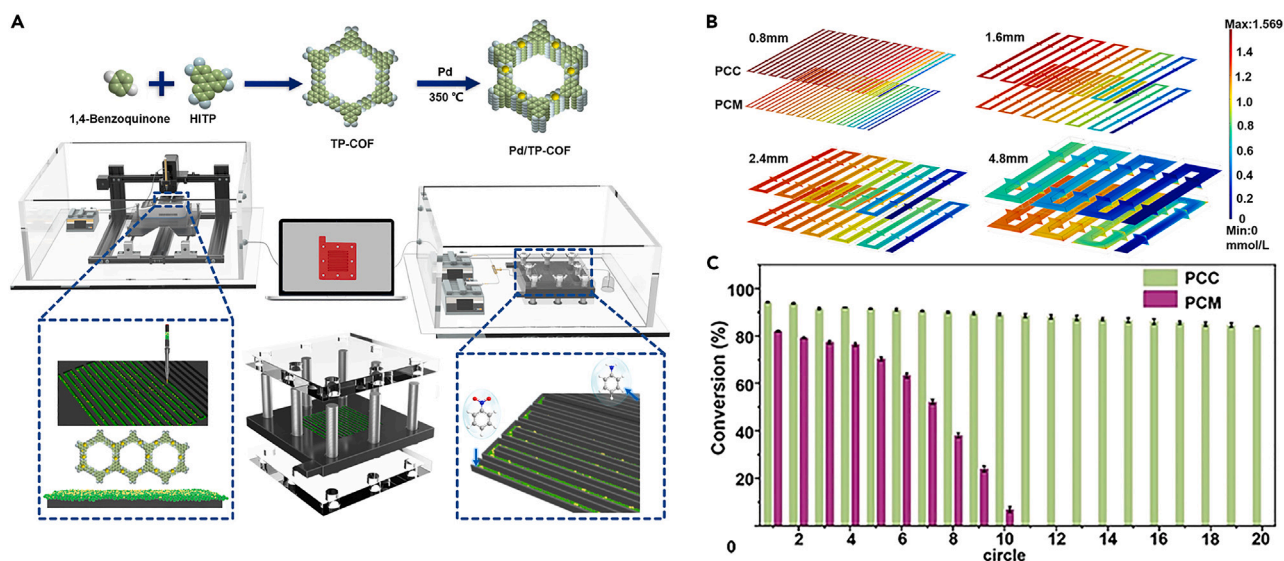 A
1,4-Benzoquinone
HITP
TP-COF
Pd
350 ℃
Pd/TP-COF
B
0.8mm
PCC
PCM
1.6mm
2.4mm
4.8mm
Max:1.569
1.4
1.2
1.0
0.8
0.6
0.4
0.2
0
Min:0
mmol/L
C
Conversion (%)
100
80
60
40
20
0
PCC
PCM
2 4 6 8 10 12 14 16 18 20
circle